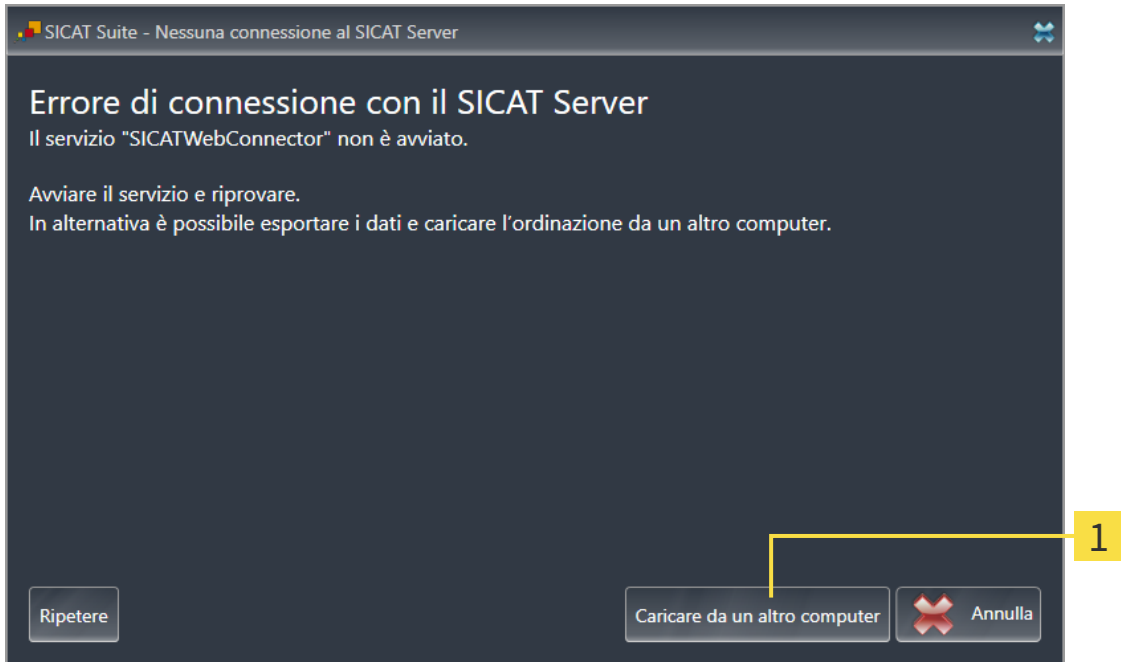 SICAT Suite - Nessuna connessione al SICAT Server
Errore di connessione con il SICAT Server
Il servizio "SICATWebConnector" non è avviato.
Avviare il servizio e riprovare.
In alternativa è possibile esportare i dati e caricare l’ordinazione da un altro computer.
1
Ripetere
Caricare da un altro computer
Annulla